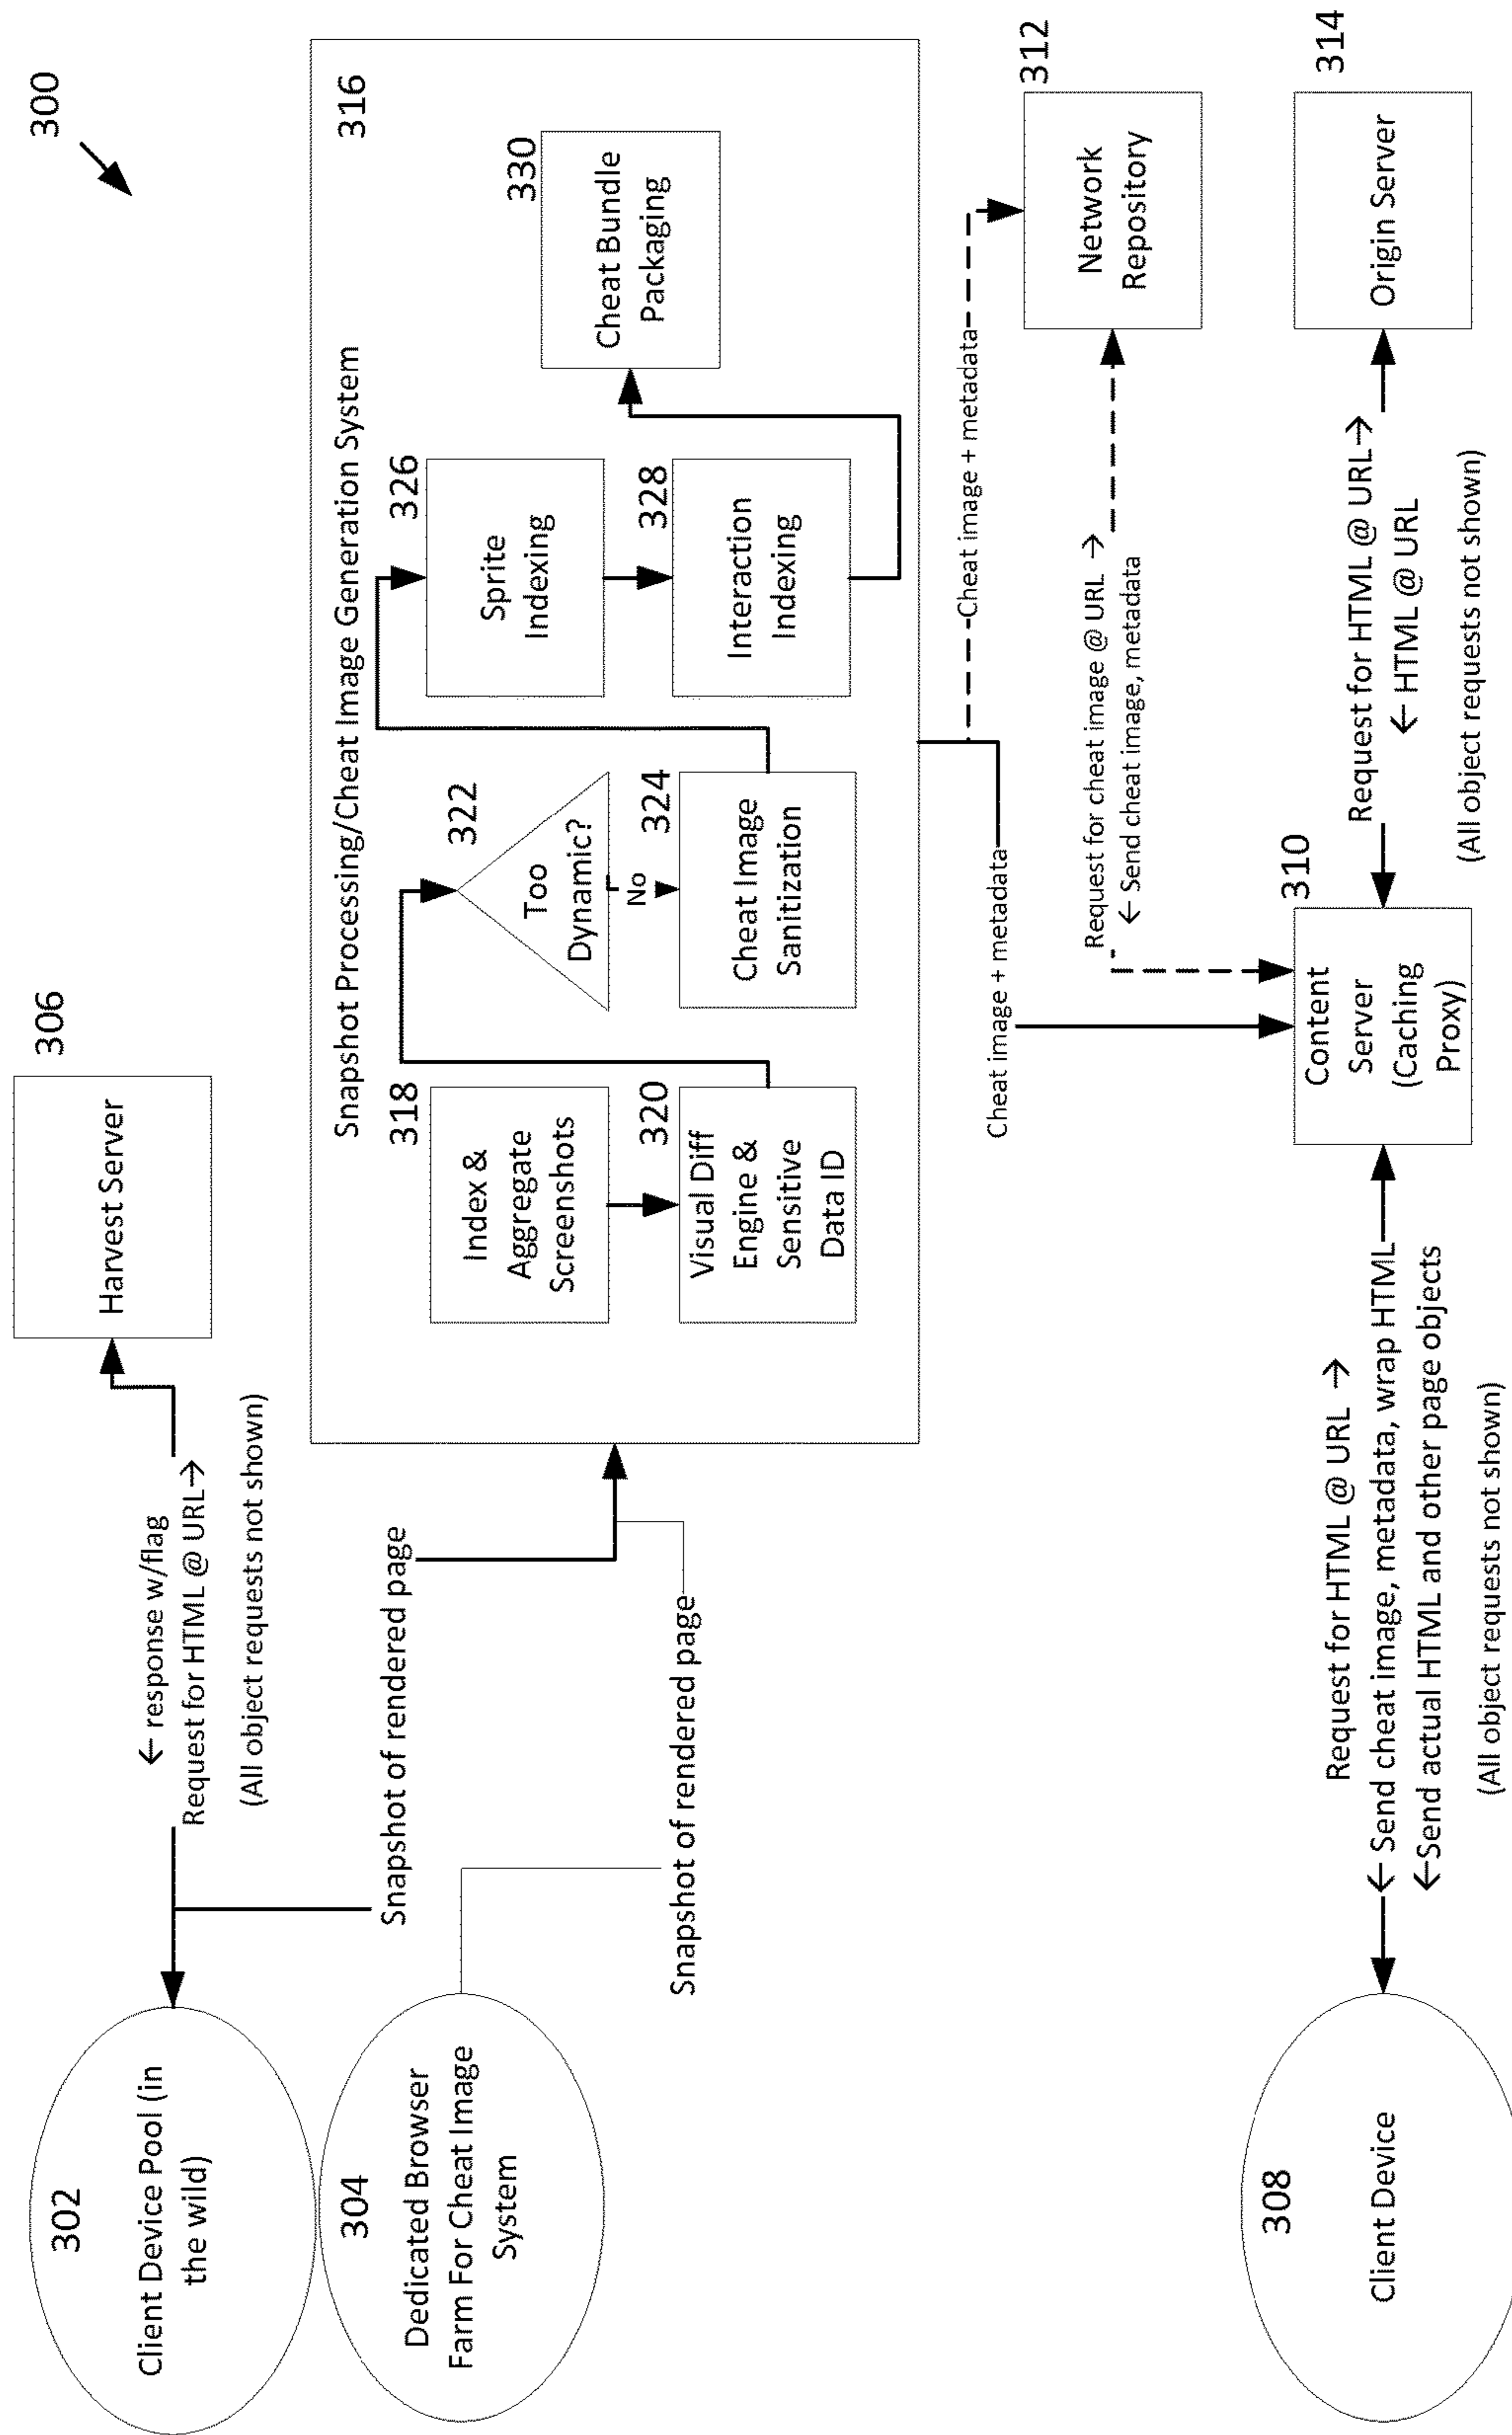 300
302
Client Device Pool (in
the wild)
304
Dedicated Browser
Farm For Cheat Image
System
← response w/flag
Request for HTML @ URL→
(All object requests not shown)
306
Harvest Server
Snapshot of rendered page
Snapshot of rendered page
Snapshot Processing/Cheat Image Generation System
316
318
Index &
Aggregate
Screenshots
320
Visual Diff
Engine &
Sensitive
Data ID
322
Too
Dynamic?
No
324
Cheat Image
Sanitization
326
Sprite
Indexing
328
Interaction
Indexing
330
Cheat Bundle
Packaging
Cheat image + metadata
Cheat image + metadata
312
Network
Repository
Request for cheat image @ URL →
← Send cheat image, metadata
308
Client Device
Request for HTML @ URL →
← Send cheat image, metadata, wrap HTML
←Send actual HTML and other page objects
(All object requests not shown)
310
Content
Server
(Caching
Proxy)
Request for HTML @ URL→
← HTML @ URL
(All object requests not shown)
314
Origin Server